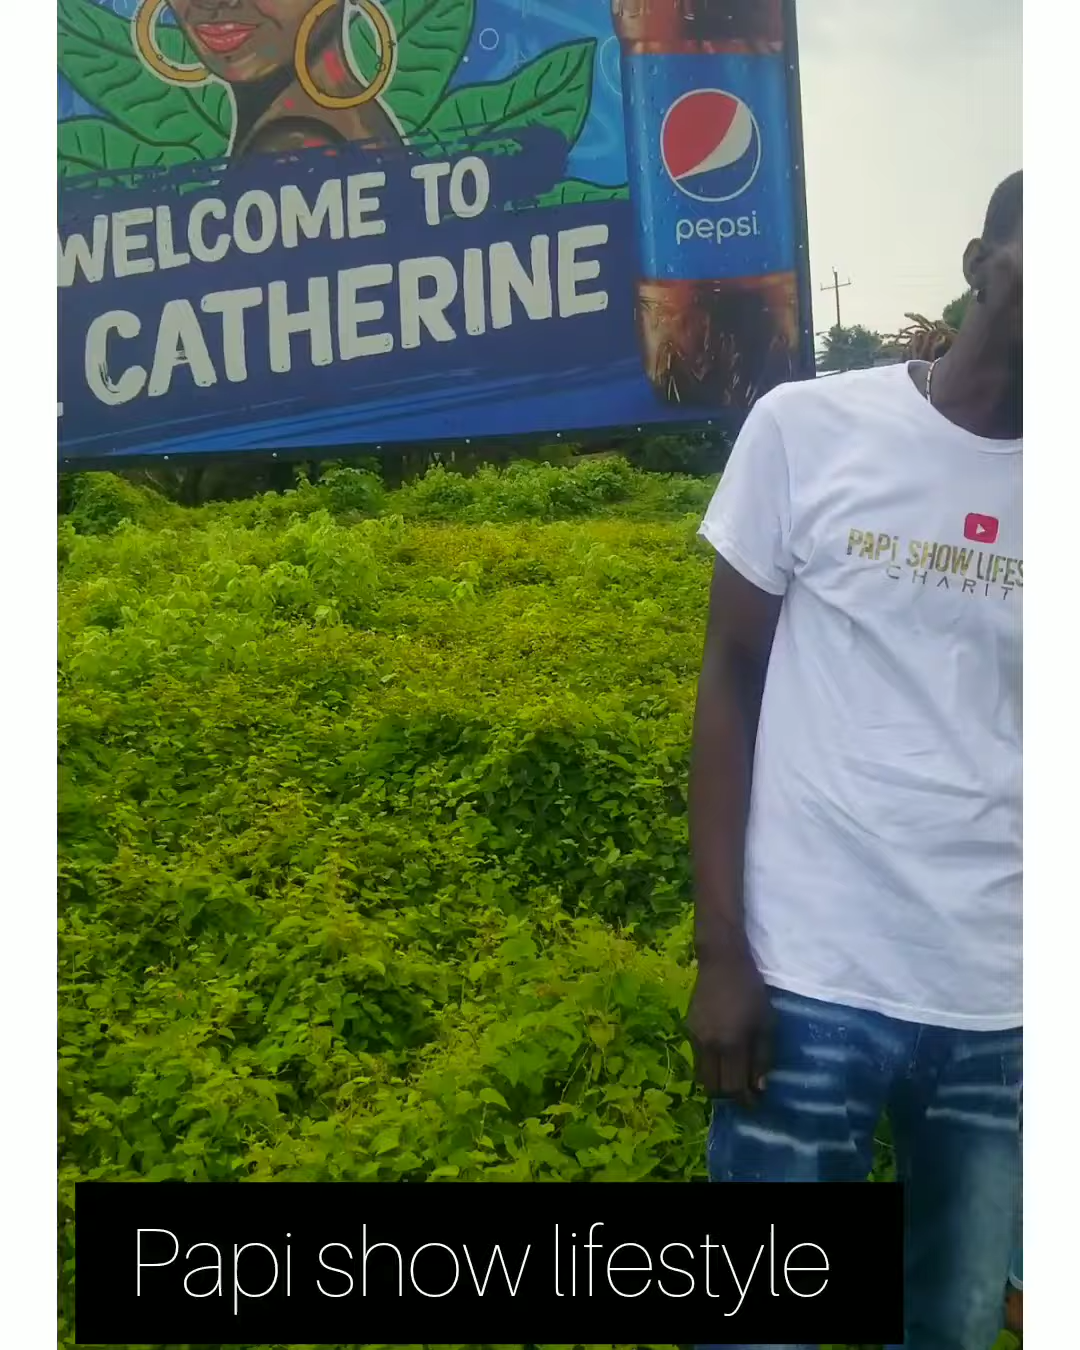 WELCOME TO
CATHERINE
pepsi
PAPi SHOW LIFES
CHARIT
Papi show lifestyle